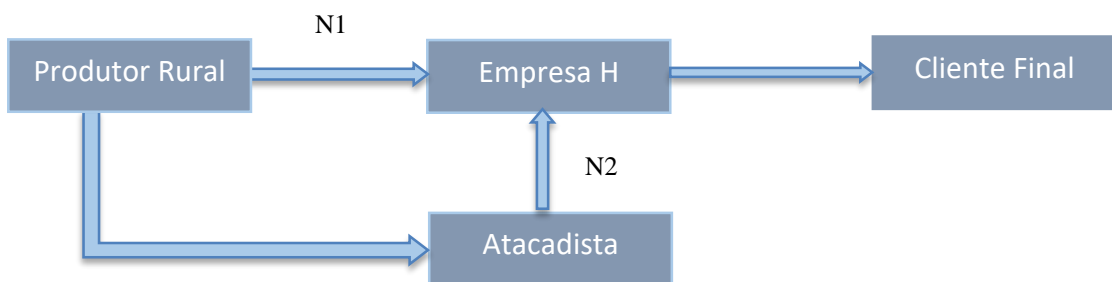 N1
Produtor Rural
Empresa H
Cliente Final
N2
Atacadista